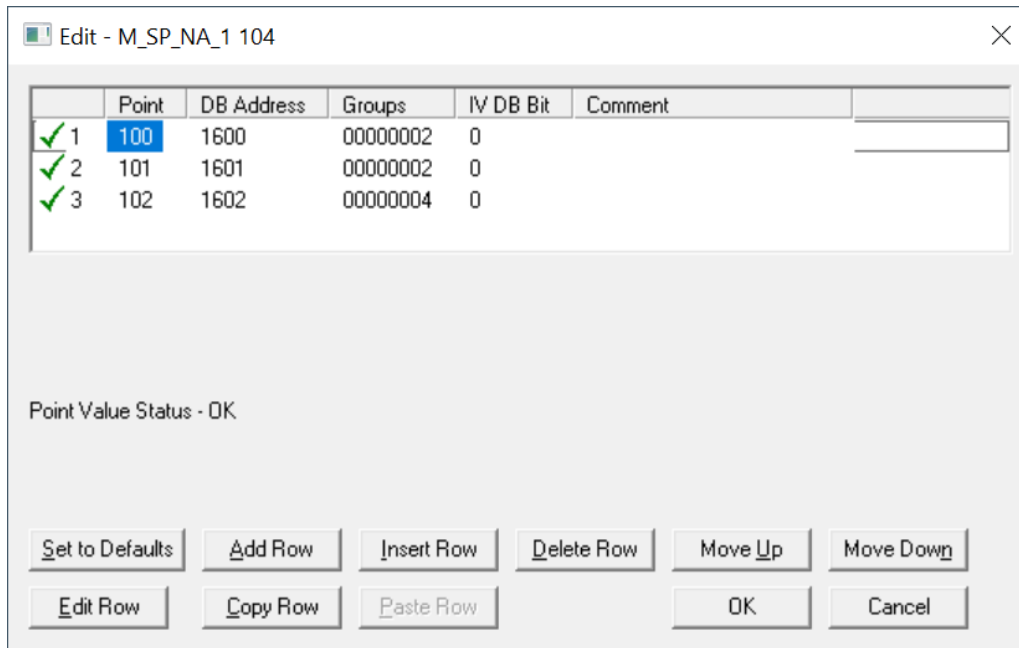 Edit - M_SP_NA_1 104
Point DB Address Groups IV DB Bit Comment
1 100 1600 00000002 0
2 101 1601 00000002 0
3 102 1602 00000004 0
Point Value Status - OK
Set to Defaults Add Row Insert Row Delete Row Move Up Move Down
Edit Row Copy Row Paste Row OK Cancel